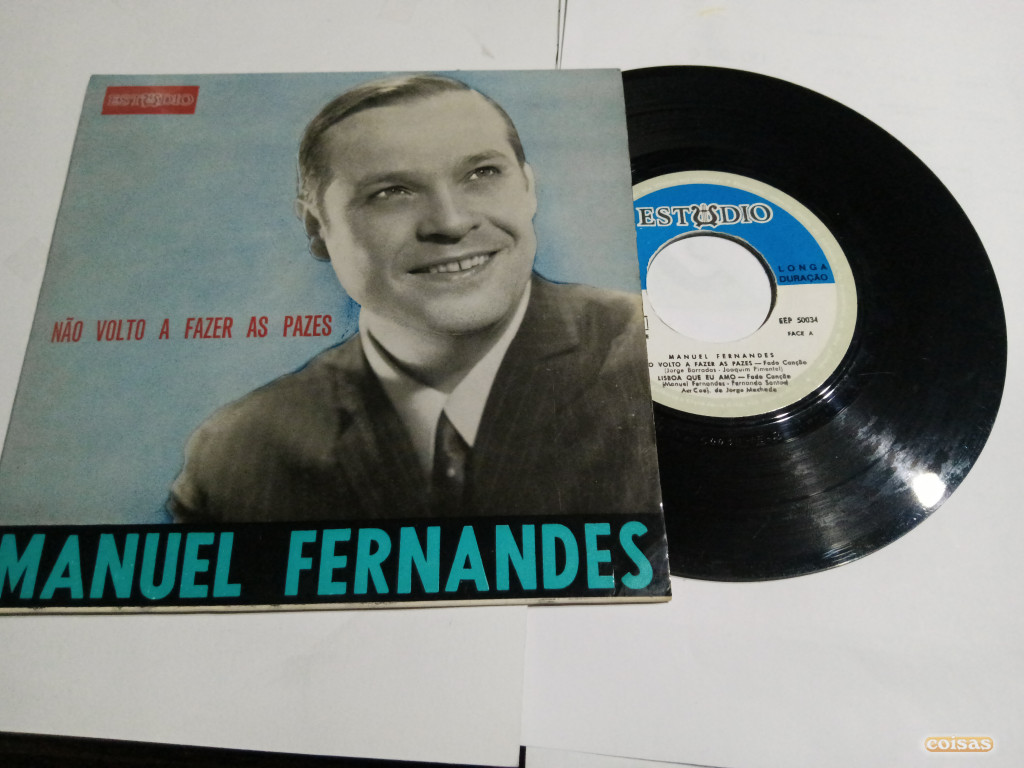 ESTÚDIO
NÃO VOLTO A FAZER AS PAZES
MANUEL FERNANDES
ESTÚDIO
LONGA
DURAÇÃO
EEP 50034
FACE A
MANUEL FERNANDES
O VOLTO A FAZER AS PAZES — Fado Canção
(Jorge Barradas - Joaquim Pimentel)
LISBOA QUE EU AMO — Fado Canção
(Manuel Fernandes - Fernando Santos)
de Jorge Machado
coisas